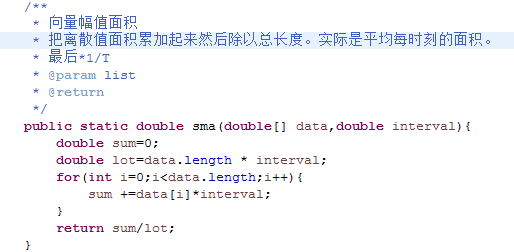 /**
 * 向量幅值面积
 * 把离散值面积累加起来然后除以总长度。实际是平均每时刻的面积。
 * 最后*1/T
 * @param list
 * @return
 */
public static double sma(double[] data,double interval){
    double sum=0;
    double lot=data.length * interval;
    for(int i=0;i<data.length;i++){
        sum +=data[i]*interval;
    }
    return sum/lot;
}